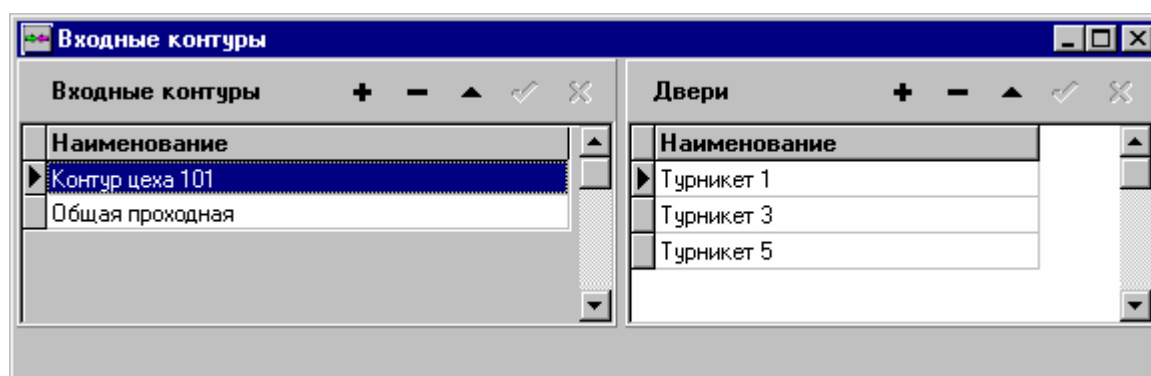 Входные контуры
Входные контуры
Наименование
Контур цеха 101
Общая проходная
Двери
Наименование
Турникет 1
Турникет 3
Турникет 5